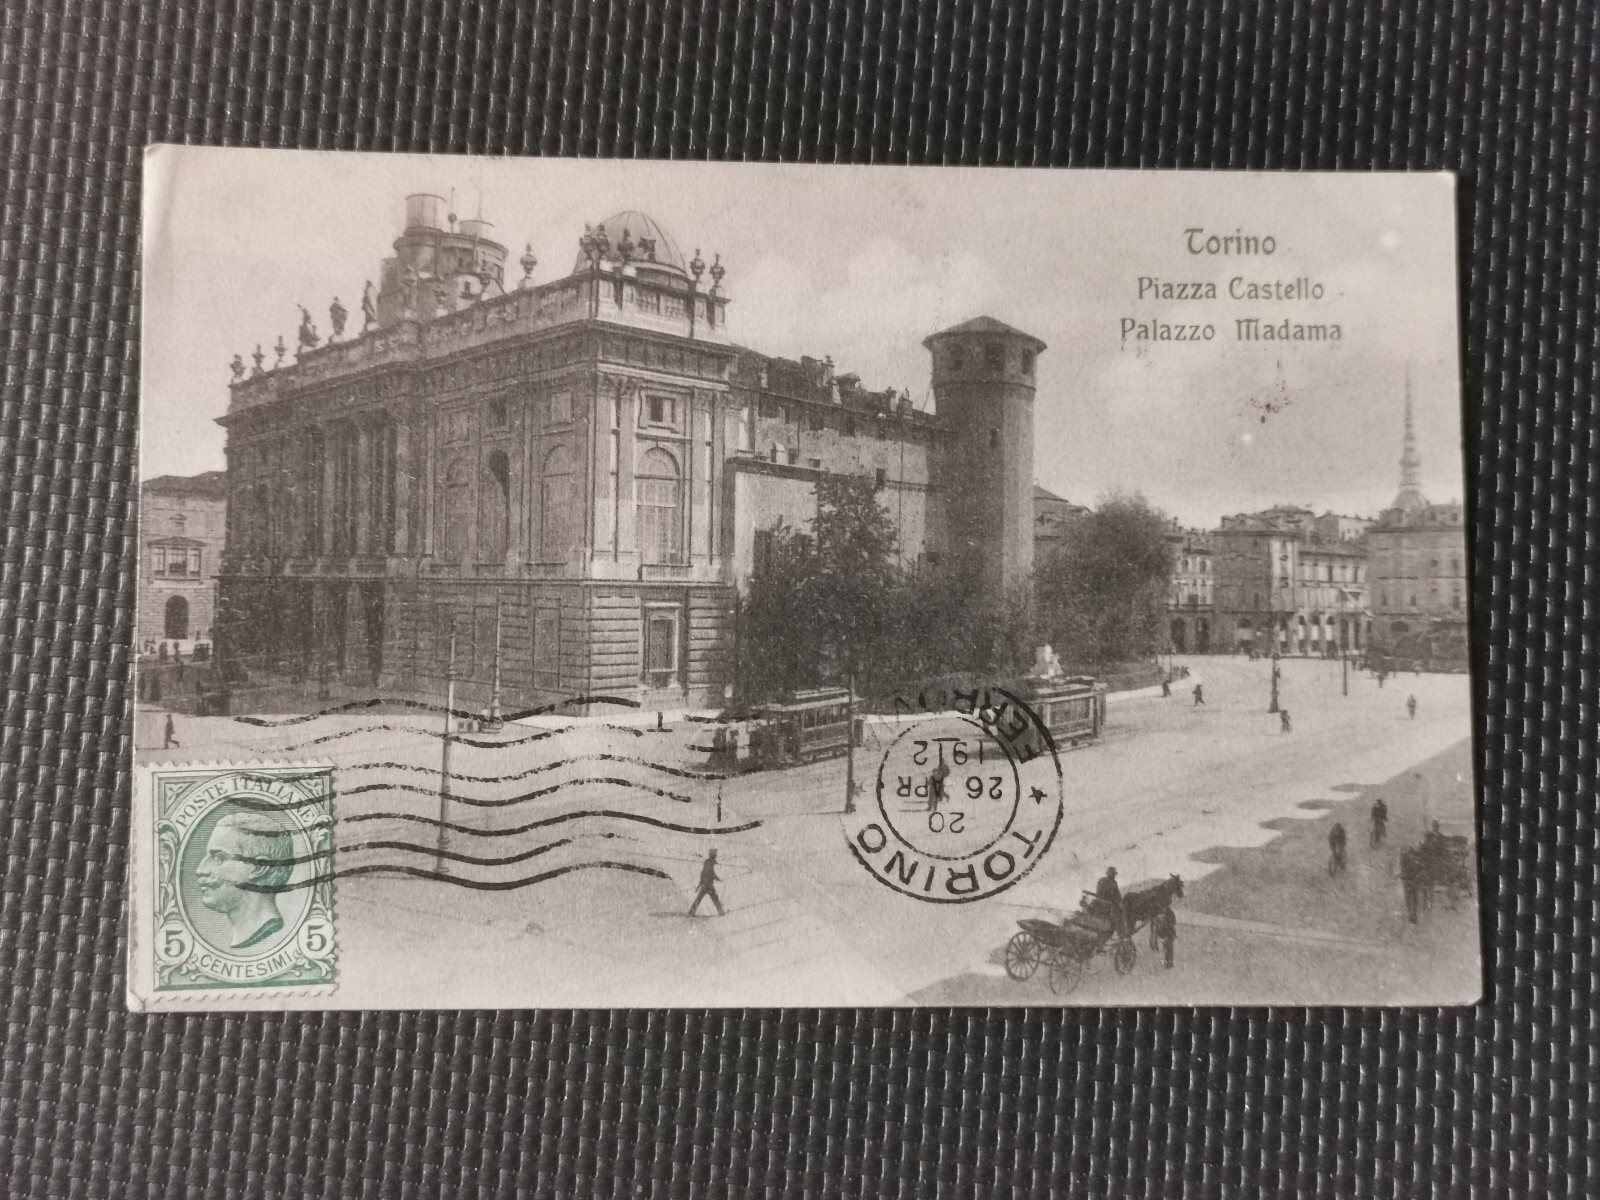 Torino
Piazza Castello
Palazzo Madama
POSTE ITALIANE
5 5
CENTESIMI
TORINO
20
26 APR
1912